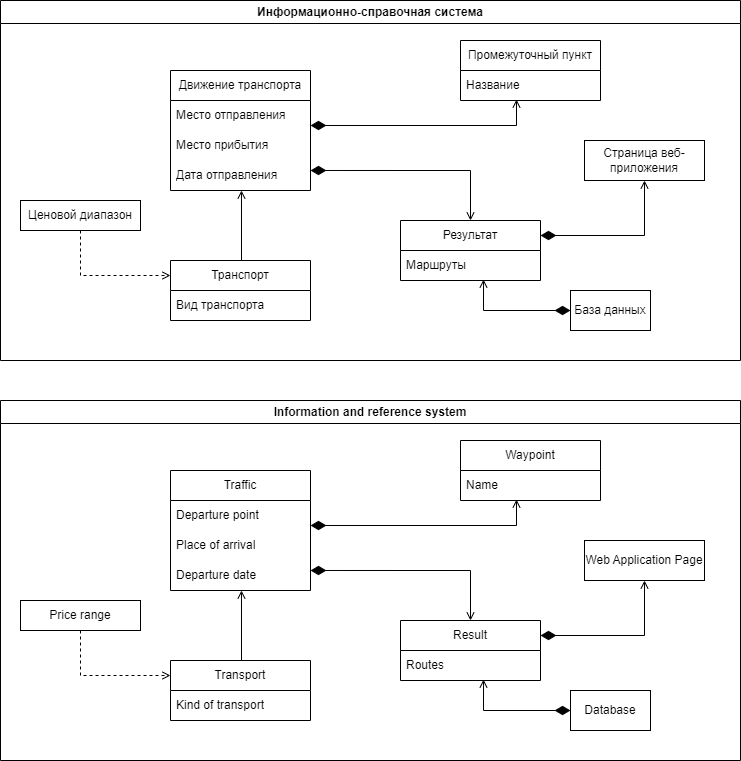 Информационно-справочная система
Промежуточный пункт
Название
Движение транспорта
Место отправления
Место прибытия
Дата отправления
Страница веб-
приложения
Ценовой диапазон
Результат
Маршруты
Транспорт
Вид транспорта
База данных
Information and reference system
Waypoint
Name
Traffic
Departure point
Place of arrival
Departure date
Web Application Page
Price range
Result
Routes
Transport
Kind of transport
Database